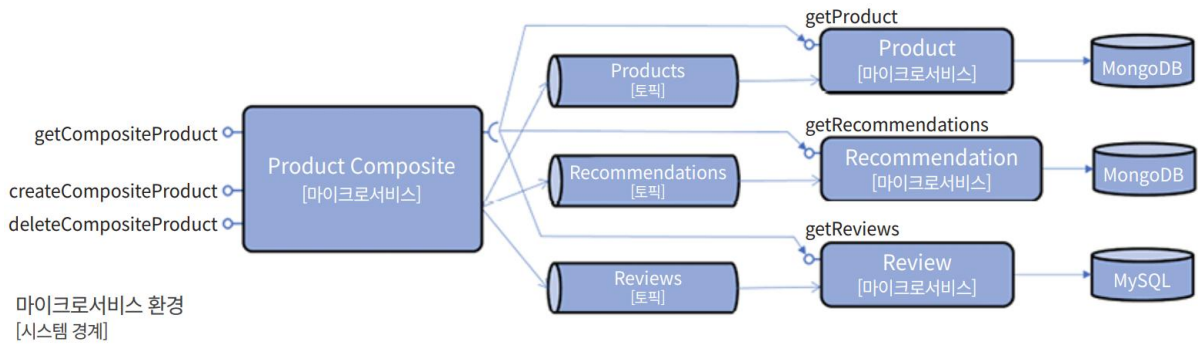 getProduct
Product
[마이크로서비스]
MongoDB
Products
[토픽]
getCompositeProduct
createCompositeProduct
deleteCompositeProduct
Product Composite
[마이크로서비스]
getRecommendations
Recommendation
[마이크로서비스]
MongoDB
Recommendations
[토픽]
getReviews
Review
[마이크로서비스]
MySQL
Reviews
[토픽]
마이크로서비스 환경
[시스템 경계]